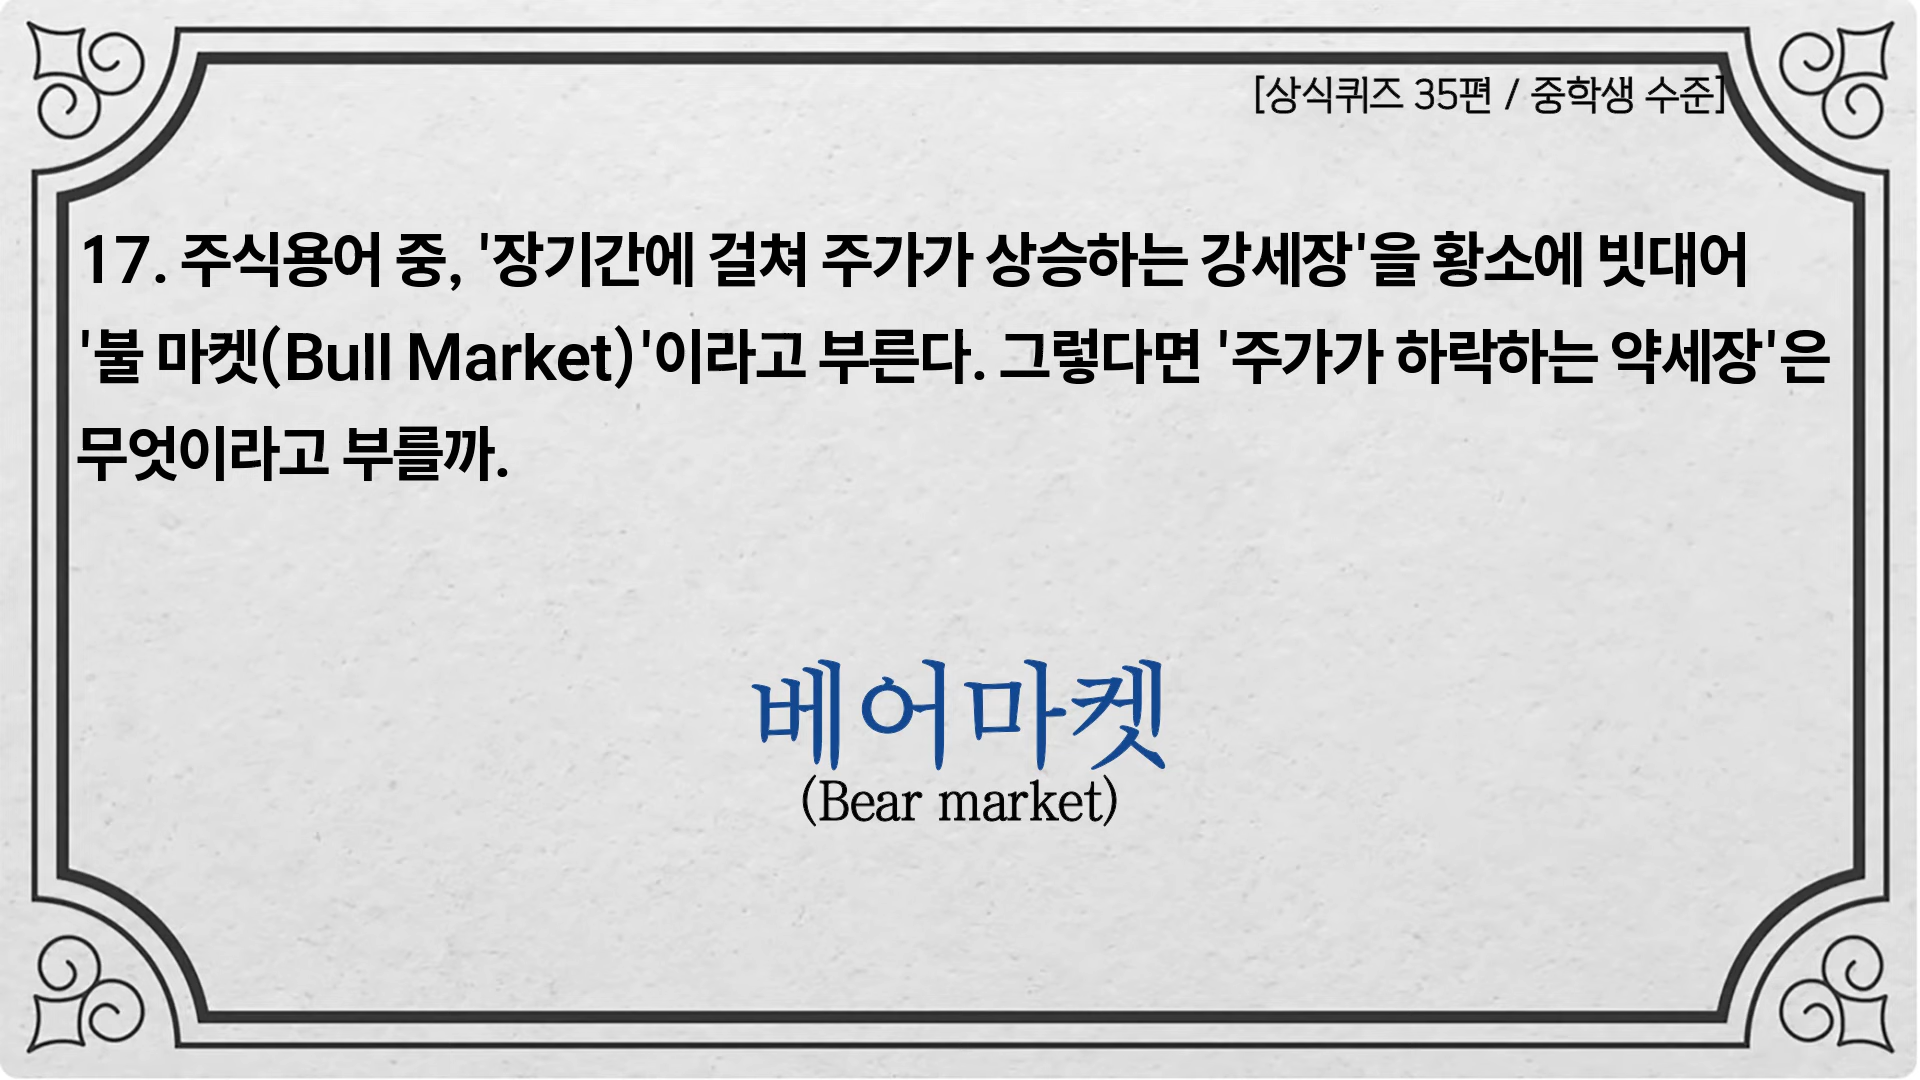 [상식퀴즈 35편 / 중학생 수준]
17. 주식용어 중, '장기간에 걸쳐 주가가 상승하는 강세장'을 황소에 빗대어
'불 마켓(Bull Market)'이라고 부른다. 그렇다면 '주가가 하락하는 약세장'은
무엇이라고 부를까.
베어마켓
(Bear market)